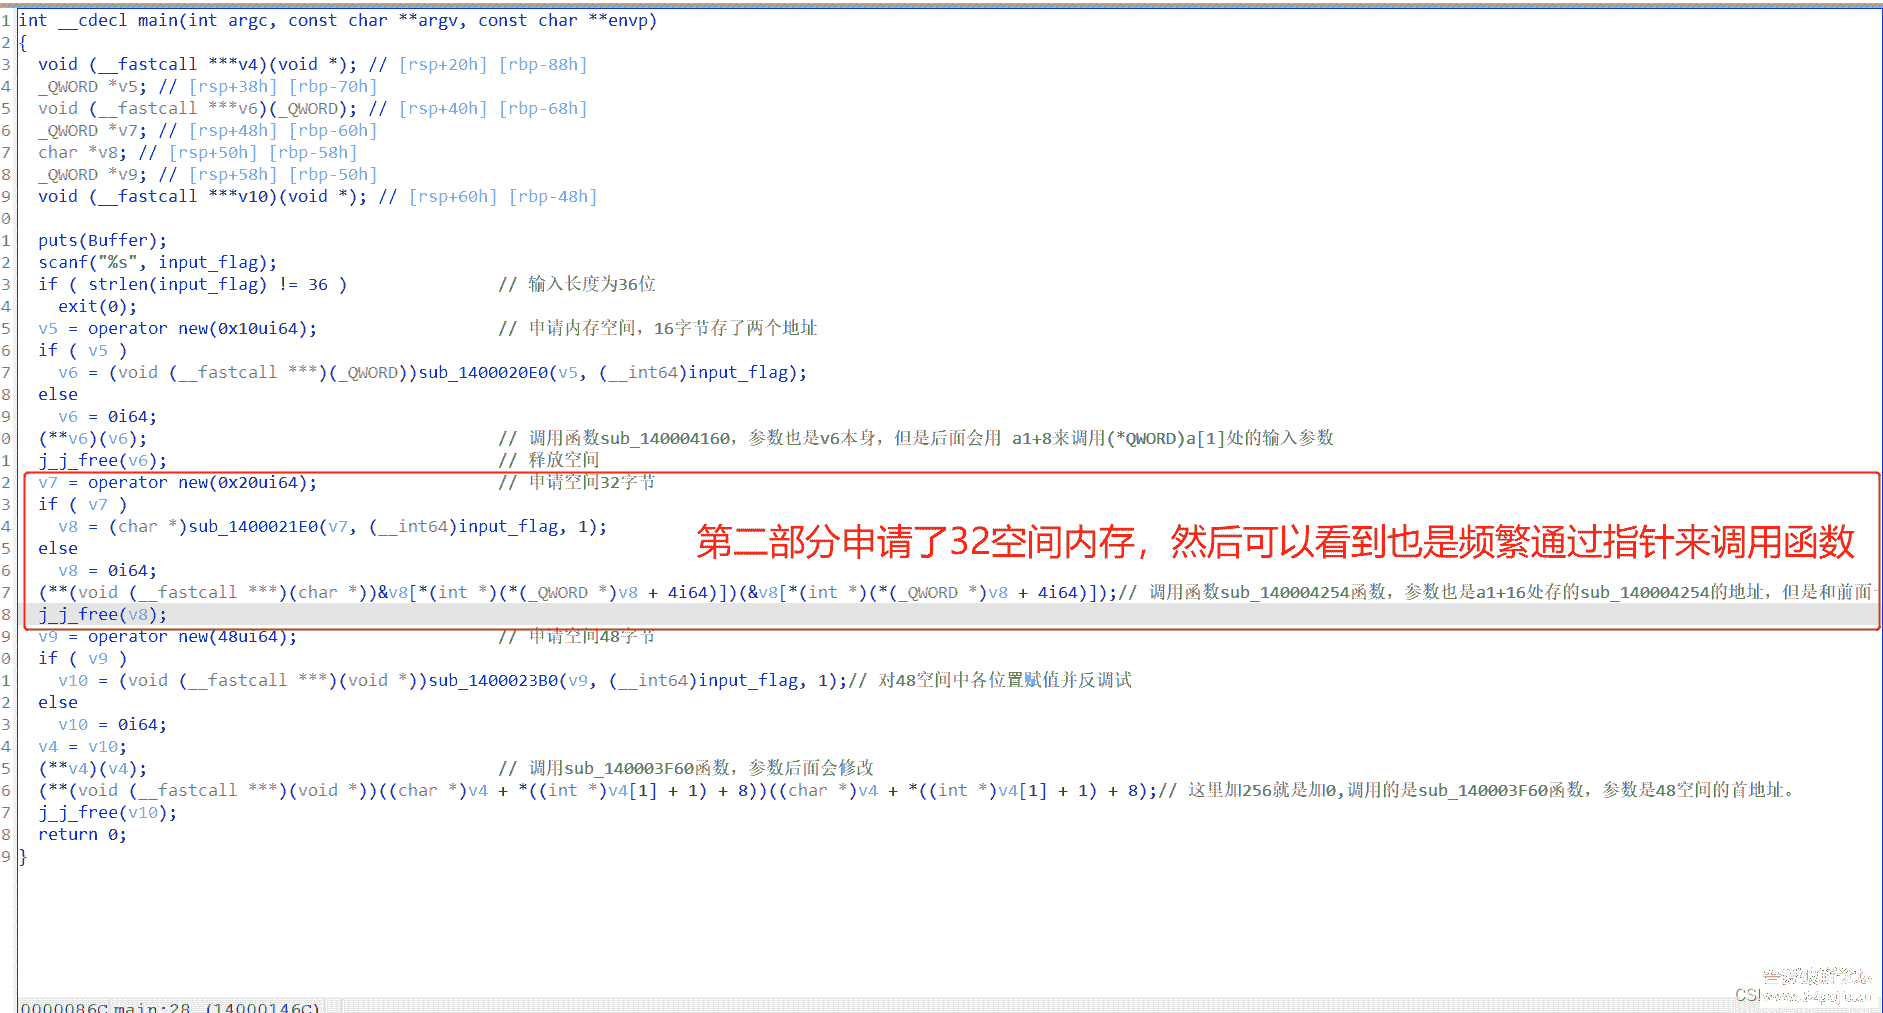 1 int __cdecl main(int argc, const char **argv, const char **envp)
2 {
3 void (__fastcall ***v4)(void *); // [rsp+20h] [rbp-88h]
4 _QWORD *v5; // [rsp+38h] [rbp-70h]
5 void (__fastcall ***v6)(_QWORD); // [rsp+40h] [rbp-68h]
6 _QWORD *v7; // [rsp+48h] [rbp-60h]
7 char *v8; // [rsp+50h] [rbp-58h]
8 _QWORD *v9; // [rsp+58h] [rbp-50h]
9 void (__fastcall ***v10)(void *); // [rsp+60h] [rbp-48h]
0
1 puts(Buffer);
2 scanf("%s", input_flag);
3 if ( strlen(input_flag) != 36 ) // 输入长度为36位
4 exit(0);
5 v5 = operator new(0x10ui64); // 申请内存空间，16字节存了两个地址
6 if ( v5 )
7 v6 = (void (__fastcall ***)(_QWORD))sub_1400020E0(v5, (__int64)input_flag);
8 else
9 v6 = 0i64;
0 (**v6)(v6); // 调用函数sub_140004160，参数也是v6本身，但是后面会用 a1+8来调用(*QWORD)a[1]处的输入参数
1 j_j_free(v6); // 释放空间
2 v7 = operator new(0x20ui64); // 申请空间32字节
3 if ( v7 )
4 v8 = (char *)sub_1400021E0(v7, (__int64)input_flag, 1);
第二部分申请了32空间内存，然后可以看到也是频繁通过指针来调用函数
5 else
6 v8 = 0i64;
7 (**(void (__fastcall ***)(char *))&v8[*(int *)(*(_QWORD *)v8 + 4i64)])(&v8[*(int *)(*(_QWORD *)v8 + 4i64)]);// 调用函数sub_140004254函数，参数也是a1+16处存的sub_140004254的地址，但是和前面
8 j_j_free(v8);
9 v9 = operator new(48ui64); // 申请空间48字节
0 if ( v9 )
1 v10 = (void (__fastcall ***)(void *))sub_1400023B0(v9, (__int64)input_flag, 1);// 对48空间中各位置赋值并反调试
2 else
3 v10 = 0i64;
4 v4 = v10;
5 (**v4)(v4); // 调用sub_140003F60函数，参数后面会修改
6 (**(void (__fastcall ***)(void *))((char *)v4 + *((int *)v4[1] + 1) + 8))((char *)v4 + *((int *)v4[1] + 1) + 8);// 这里加256就是加0,调用的是sub_140003F60函数，参数是48空间的首地址。
7 j_j_free(v10);
8 return 0;
9 }
0000086C main:28 (14000146C)